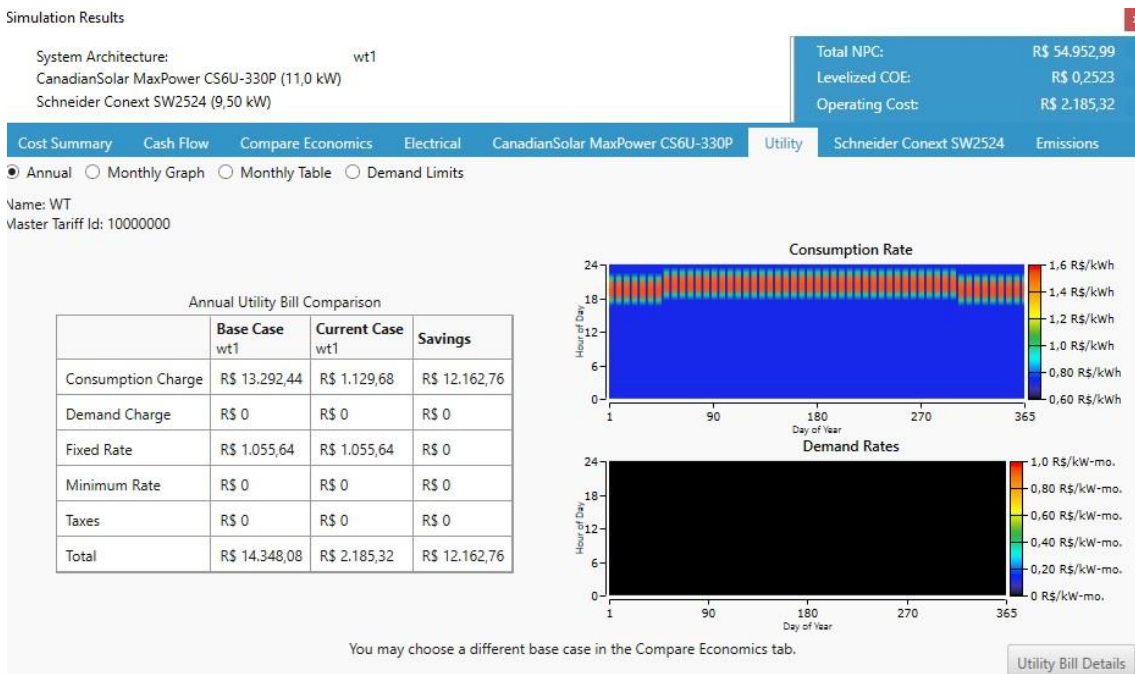 Simulation Results
System Architecture: wt1
CanadianSolar MaxPower CS6U-330P (11,0 kW)
Schneider Conext SW2524 (9,50 kW)
Total NPC: R$ 54.952,99
Levelized COE: R$ 0,2523
Operating Cost: R$ 2.185,32
Cost Summary Cash Flow Compare Economics Electrical CanadianSolar MaxPower CS6U-330P Utility Schneider Conext SW2524 Emissions
Annual Monthly Graph Monthly Table Demand Limits
Name: WT
Master Tariff Id: 10000000
Annual Utility Bill Comparison
Base Case wt1 Current Case wt1 Savings
Consumption Charge R$ 13.292,44 R$ 1.129,68 R$ 12.162,76
Demand Charge R$ 0 R$ 0 R$ 0
Fixed Rate R$ 1.055,64 R$ 1.055,64 R$ 0
Minimum Rate R$ 0 R$ 0 R$ 0
Taxes R$ 0 R$ 0 R$ 0
Total R$ 14.348,08 R$ 2.185,32 R$ 12.162,76
Consumption Rate
24
18
12
6
0
Hour of Day
1 90 180 270 365
Day of Year
1,6 R$/kWh
1,4 R$/kWh
1,2 R$/kWh
1,0 R$/kWh
0,80 R$/kWh
0,60 R$/kWh
Demand Rates
24
18
12
6
0
Hour of Day
1 90 180 270 365
Day of Year
1,0 R$/kW-mo.
0,80 R$/kW-mo.
0,60 R$/kW-mo.
0,40 R$/kW-mo.
0,20 R$/kW-mo.
0 R$/kW-mo.
You may choose a different base case in the Compare Economics tab.
Utility Bill Details